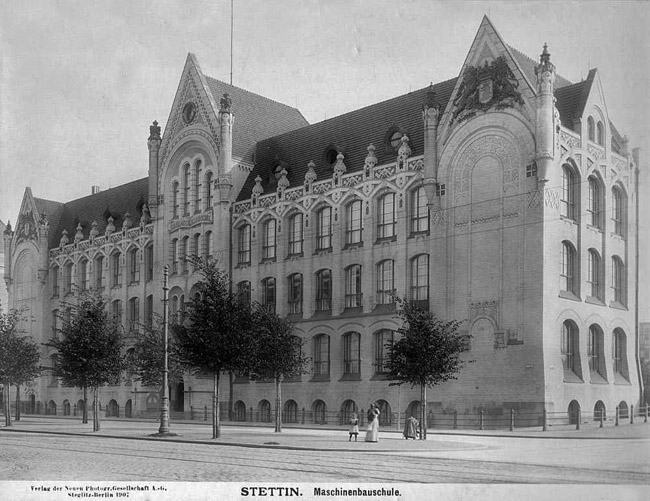 Verlag der Neuen Photogr. Gesellschaft A.G.
Steglitz-Berlin 1907
STETTIN. Maschinenbauschule.